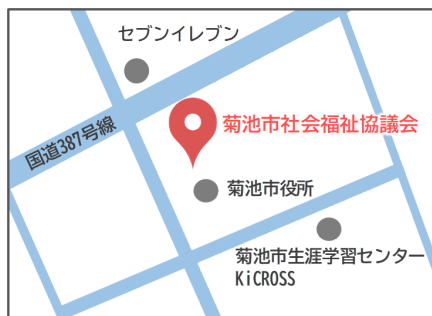 セブンイレブン
国道387号線
菊池市社会福祉協議会
菊池市役所
菊池市生涯学習センター
KiCROSS